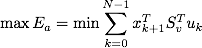 \max E_a = \min \sum_{k=0}^{N-1} x_{k+1}^T S_v^T u_k